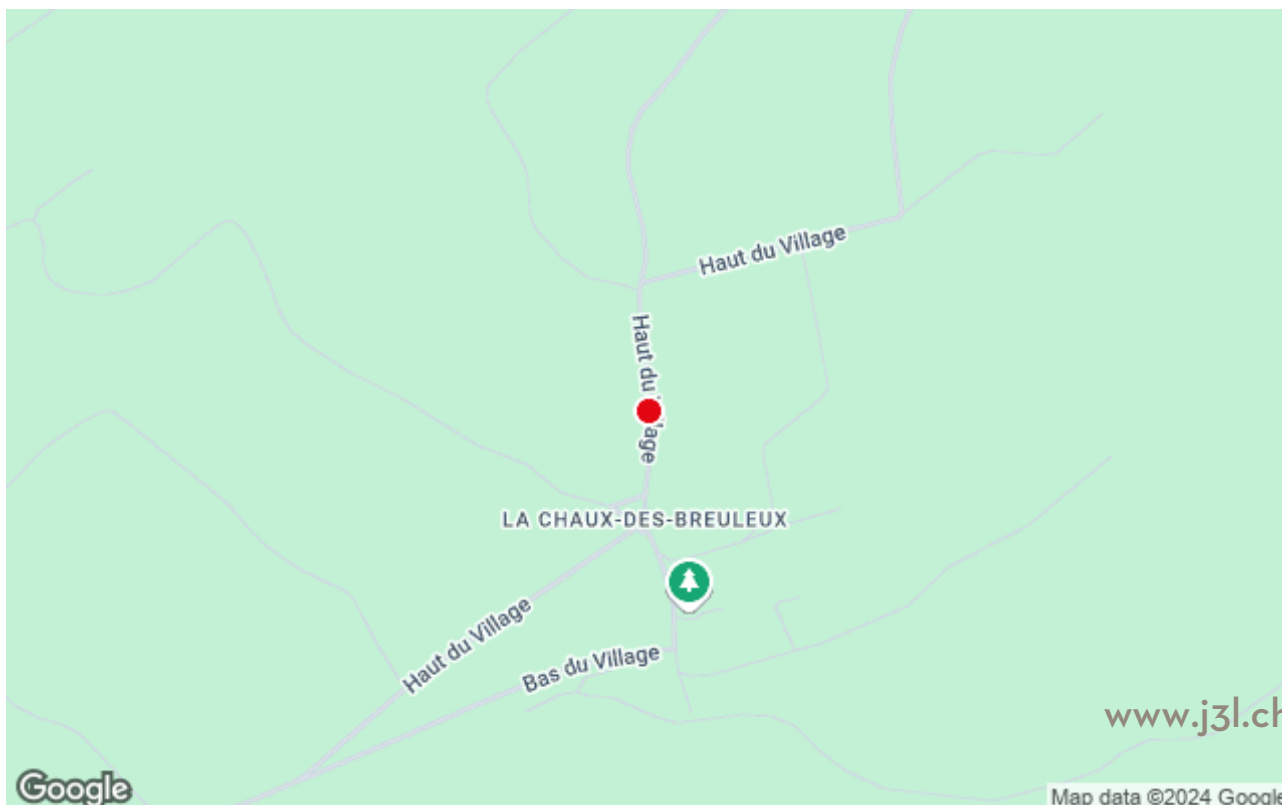 Haut du Village
Haut du Village
LA CHAUX-DES-BREULEUX
Haut du Village
Bas du Village
www.j3l.ch
Google
Map data ©2024 Google